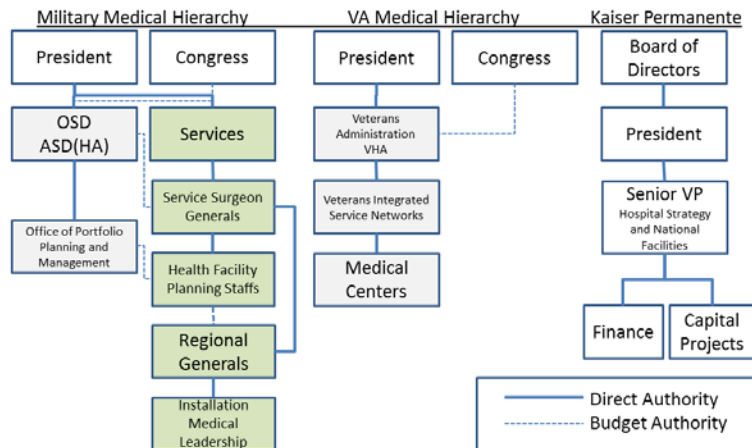 Military Medical Hierarchy
President
Congress
OSD
ASD(HA)
Services
Service Surgeon
Generals
Office of Portfolio
Planning and
Management
Health Facility
Planning Staffs
Regional
Generals
Installation
Medical
Leadership
VA Medical Hierarchy
President
Congress
Veterans
Administration
VHA
Veterans Integrated
Service Networks
Medical
Centers
Kaiser Permanente
Board of
Directors
President
Senior VP
Hospital Strategy
and National
Facilities
Finance
Capital
Projects
Direct Authority
Budget Authority